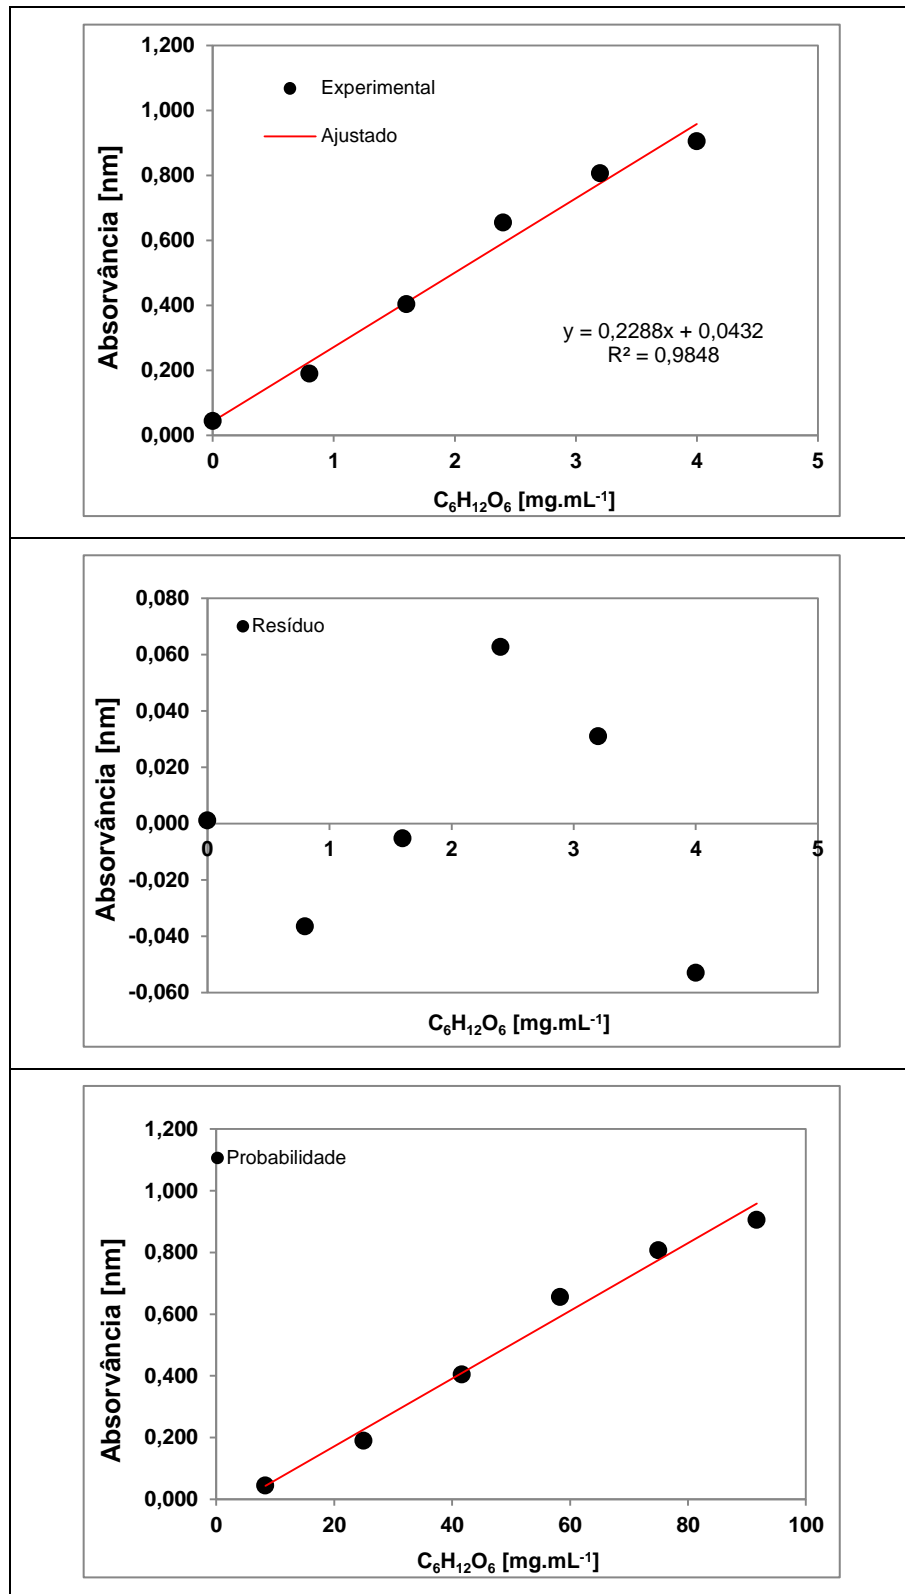 1,200
1,000
0,800
0,600
0,400
0,200
0,000
Absorvância [nm]
Experimental
Ajustado
y = 0,2288x + 0,0432
R² = 0,9848
0 1 2 3 4 5
C₆H₁₂O₆ [mg.mL⁻¹]
0,080
0,060
0,040
0,020
0,000
-0,020
-0,040
-0,060
Absorvância [nm]
Resíduo
0 1 2 3 4 5
C₆H₁₂O₆ [mg.mL⁻¹]
1,200
1,000
0,800
0,600
0,400
0,200
0,000
Absorvância [nm]
Probabilidade
0 20 40 60 80 100
C₆H₁₂O₆ [mg.mL⁻¹]